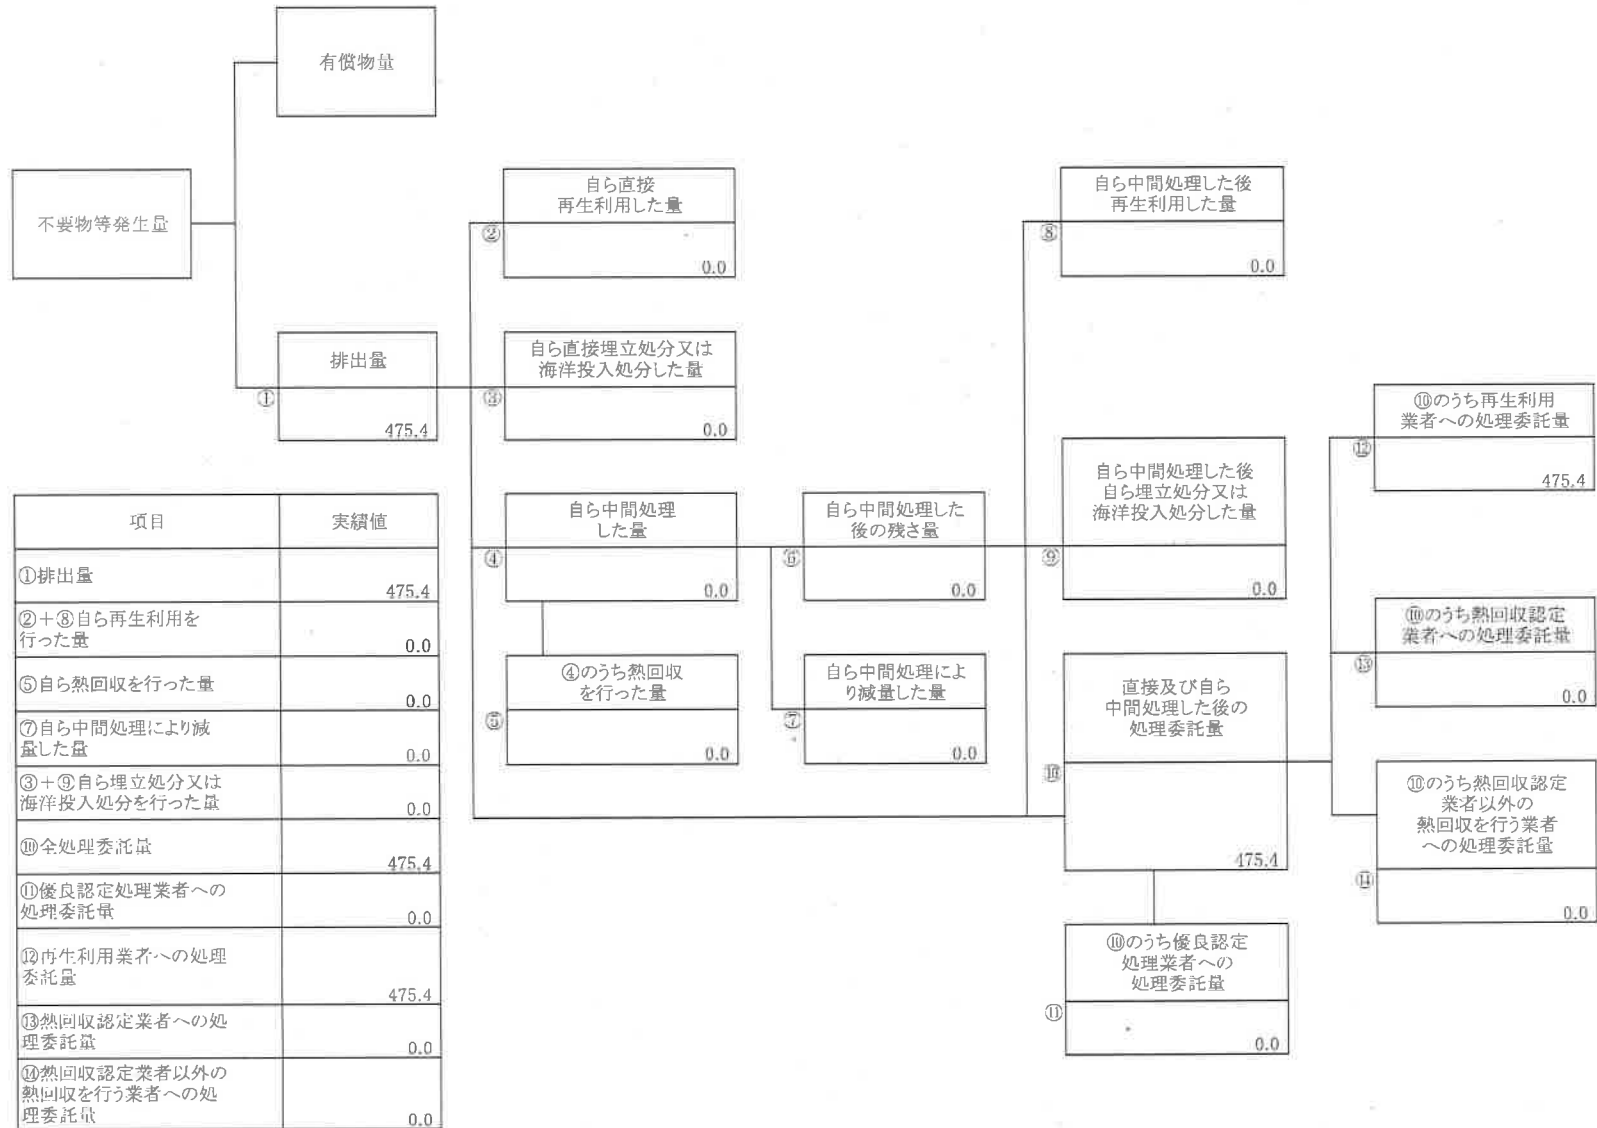 有償物量
不要物等発生量
排出量
①
475.4
自ら直接
再生利用した量
②
0.0
自ら直接埋立処分又は
海洋投入処分した量
③
0.0
自ら中間処理
した量
④
0.0
④のうち熱回収
を行った量
⑤
0.0
自ら中間処理した
後の残さ量
⑥
0.0
自ら中間処理によ
り減量した量
⑦
0.0
自ら中間処理した後
再生利用した量
⑧
0.0
自ら中間処理した後
自ら埋立処分又は
海洋投入処分した量
⑨
0.0
直接及び自ら
中間処理した後の
処理委託量
⑩
475.4
⑩のうち優良認定
処理業者への
処理委託量
⑪
0.0
⑩のうち再生利用
業者への処理委託量
⑫
475.4
⑩のうち熱回収認定
業者への処理委託量
⑬
0.0
⑩のうち熱回収認定
業者以外の
熱回収を行う業者
への処理委託量
⑭
0.0
項目 実績値
①排出量
475.4
②+⑧自ら再生利用を
行った量
0.0
⑤自ら熱回収を行った量
0.0
⑦自ら中間処理により減
量した量
0.0
③+⑨自ら埋立処分又は
海洋投入処分を行った量
0.0
⑩全処理委託量
475.4
⑪優良認定処理業者への
処理委託量
0.0
⑫再生利用業者への処理
委託量
475.4
⑬熱回収認定業者への処
理委託量
0.0
⑭熱回収認定業者以外の
熱回収を行う業者への処
理委託量
0.0